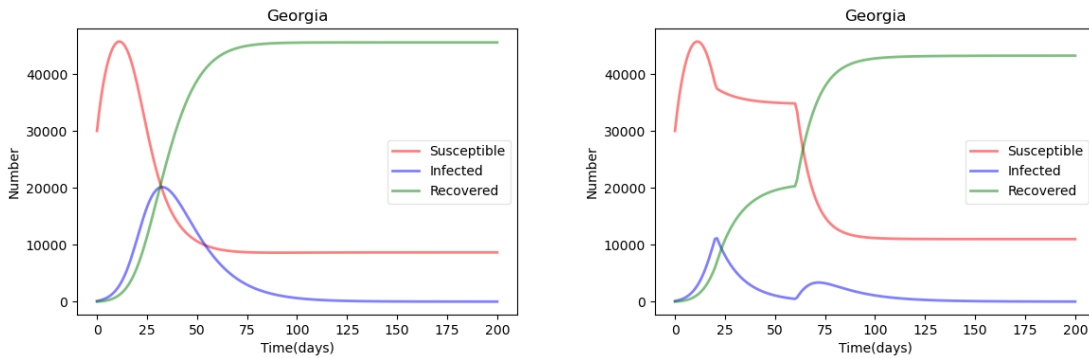 Georgia
40000
30000
20000
10000
0
Number
Susceptible
Infected
Recovered
0 25 50 75 100 125 150 175 200
Time(days)
Georgia
40000
30000
20000
10000
0
Number
Susceptible
Infected
Recovered
0 25 50 75 100 125 150 175 200
Time(days)